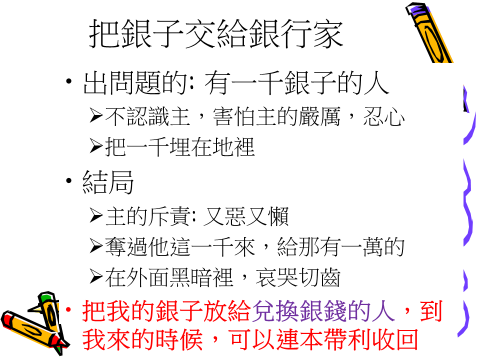 把銀子交給銀行家
•出問題的: 有一千銀子的人
➢不認識主，害怕主的嚴厲，忍心
➢把一千埋在地裡
•結局
➢主的斥責: 又惡又懶
➢奪過他這一千來，給那有一萬的
➢在外面黑暗裡，哀哭切齒
•把我的銀子放給兌換銀錢的人，到
我來的時候，可以連本帶利收回